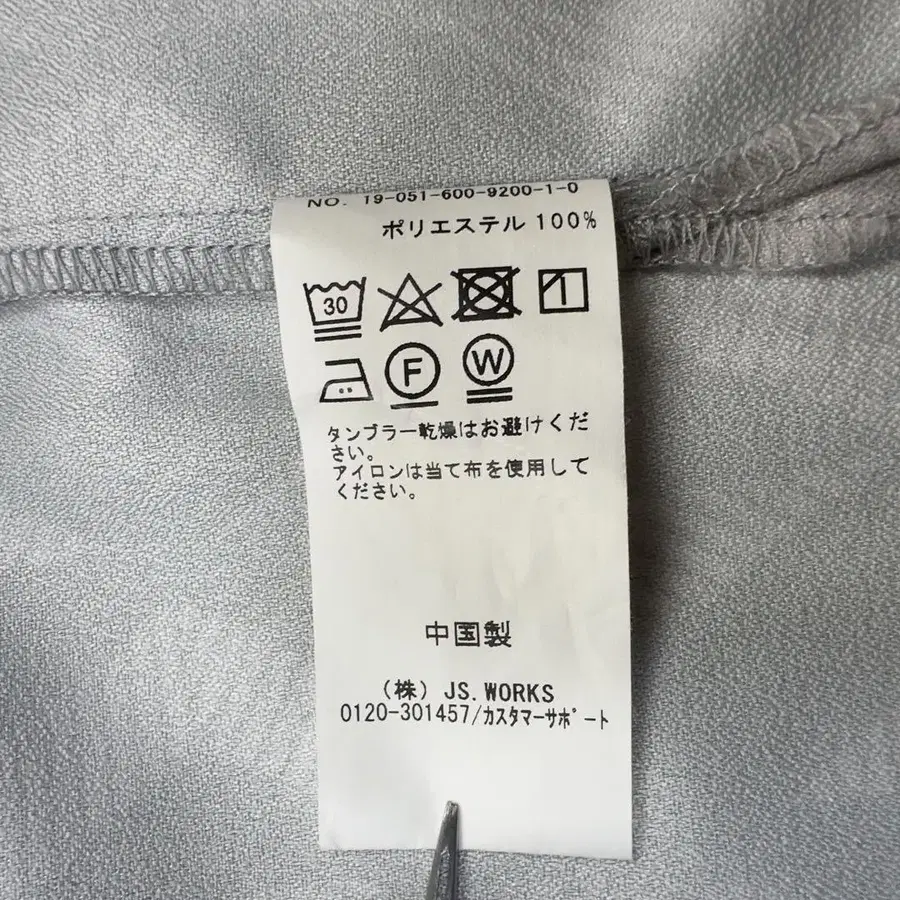 NO. 19-051-600-9200-1-0
ポリエステル 100%
30
F W
タンブラー乾燥はお避けくだ
さい。
アイロンは当て布を使用して
ください。
中国製
(株) JS.WORKS
0120-301457/カスタマーサポート